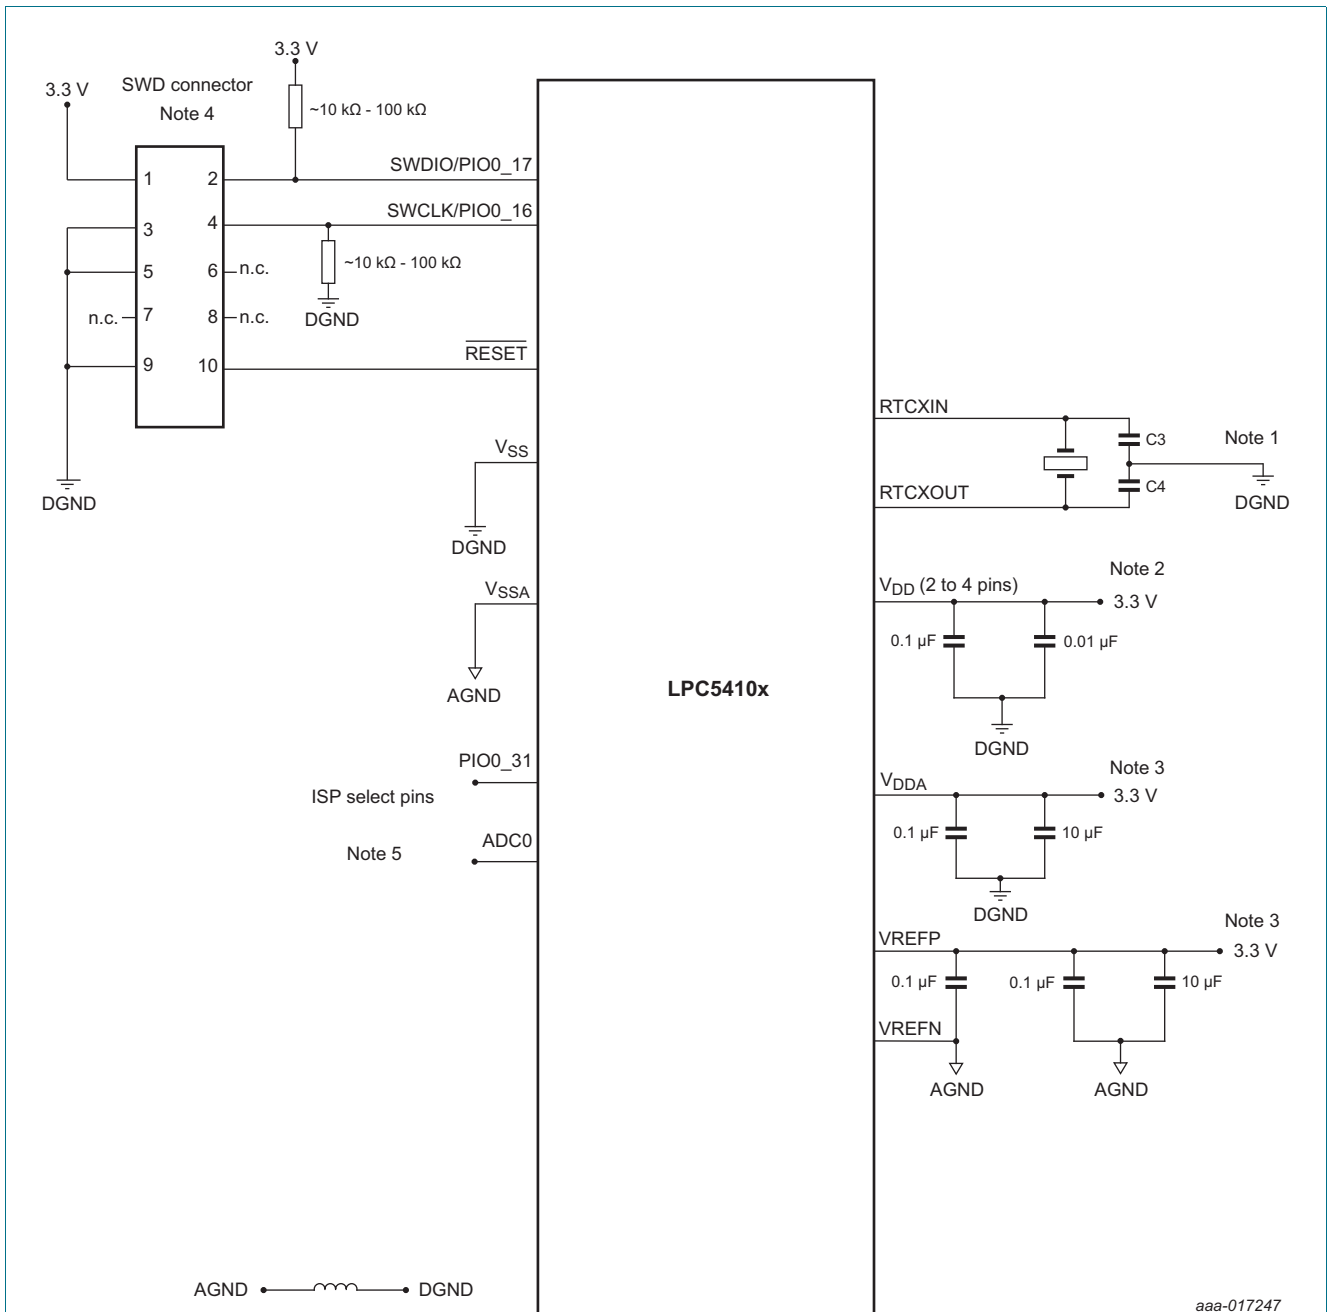 3.3 V
3.3 V
SWD connector
Note 4
~10 kΩ - 100 kΩ
SWDIO/PIO0_17
1
2
SWCLK/PIO0_16
3
4
~10 kΩ - 100 kΩ
5
6
n.c.
n.c.
7
8
n.c.
DGND
9
10
RESET
DGND
VSS
DGND
VSSA
AGND
PIO0_31
ISP select pins
ADC0
Note 5
LPC5410x
RTCXIN
C3
Note 1
RTCXOUT
C4
DGND
VDD (2 to 4 pins)
Note 2
3.3 V
0.1 µF
0.01 µF
DGND
VDDA
Note 3
3.3 V
0.1 µF
10 µF
DGND
VREFP
Note 3
3.3 V
0.1 µF
0.1 µF
10 µF
VREFN
AGND
AGND
AGND
DGND
aaa-017247